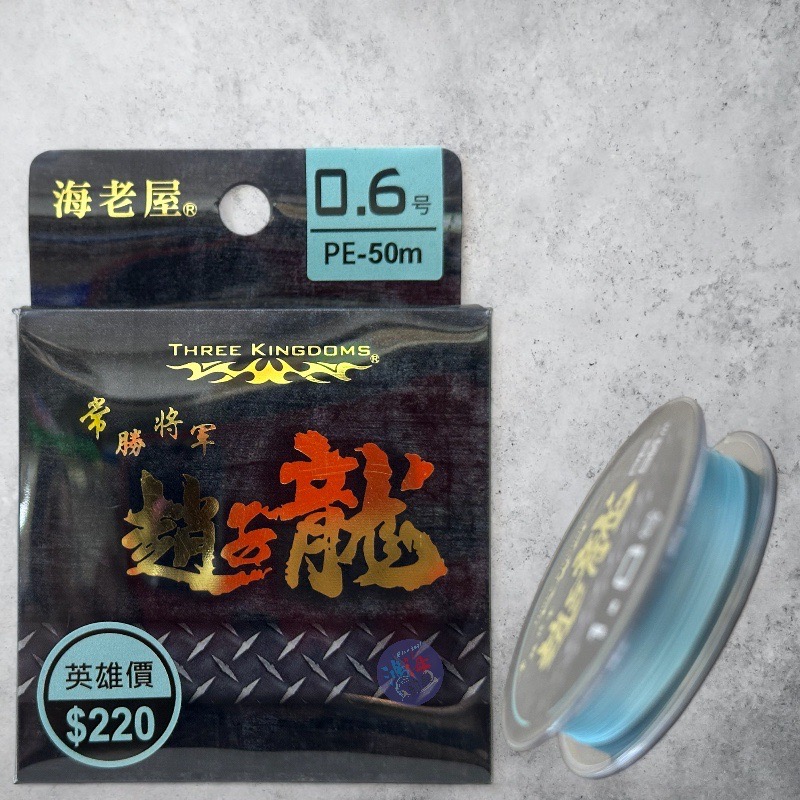 海老屋®
0.6号
PE-50m
THREE KINGDOMS®
常勝將軍
趙子龍
英雄價
$220